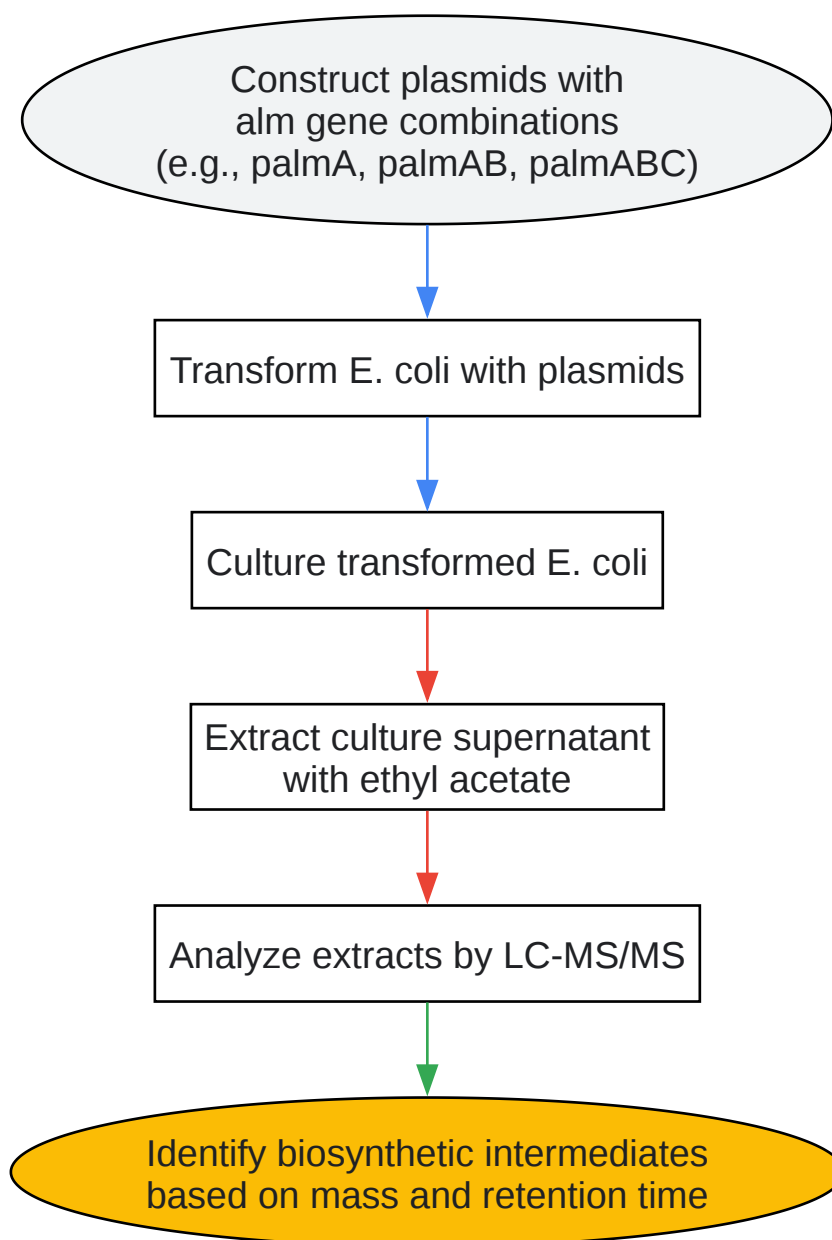 Construct plasmids with
alm gene combinations
(e.g., palmA, palmAB, palmABC)
Transform E. coli with plasmids
Culture transformed E. coli
Extract culture supernatant
with ethyl acetate
Analyze extracts by LC-MS/MS
Identify biosynthetic intermediates
based on mass and retention time